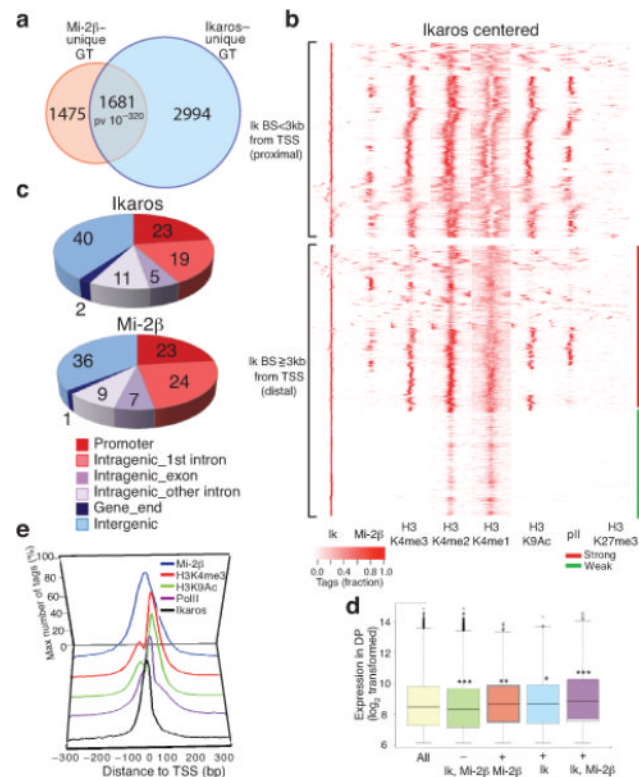 a
Mi-2β–
unique
GT
Ikaros–
unique
GT
1475
1681
pv 10⁻³²⁰
2994
b
Ikaros centered
Ik BS<3kb
from TSS
(proximal)
Ik BS≧3kb
from TSS
(distal)
Ik
Mi-2β
H3
K4me3
H3
K4me2
H3
K4me1
H3
K9Ac
pII
H3
K27me3
0.0
0.4
1.0
Tags (fraction)
Strong
Weak
c
Ikaros
40
23
19
5
11
2
Mi-2β
36
23
24
7
9
1
Promoter
Intragenic_1st intron
Intragenic_exon
Intragenic_other intron
Gene_end
Intergenic
e
Max number of tags (%)
100
80
60
40
20
0
Mi-2β
H3K4me3
H3K9Ac
PolII
Ikaros
−300 −200 −100 0 100 200 300
Distance to TSS (bp)
d
Expression in DP
(log₂ transformed)
14
12
10
8
6
*** ** * ***
All − + + +
Ik, Mi-2β Mi-2β Ik Ik, Mi-2β